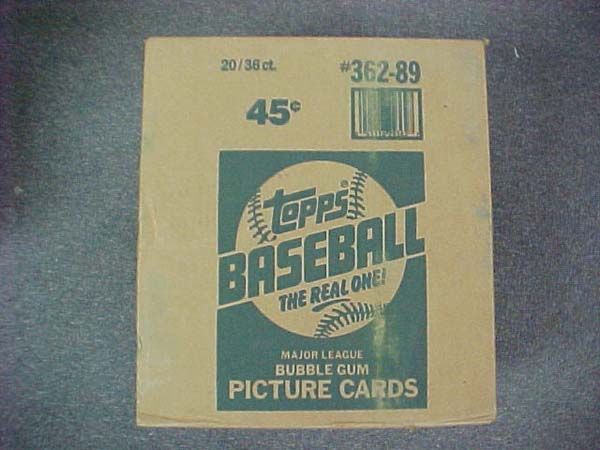 20/36 ct. #362-89
45¢
topps®
BASEBALL
THE REAL ONE!
MAJOR LEAGUE
BUBBLE GUM
PICTURE CARDS